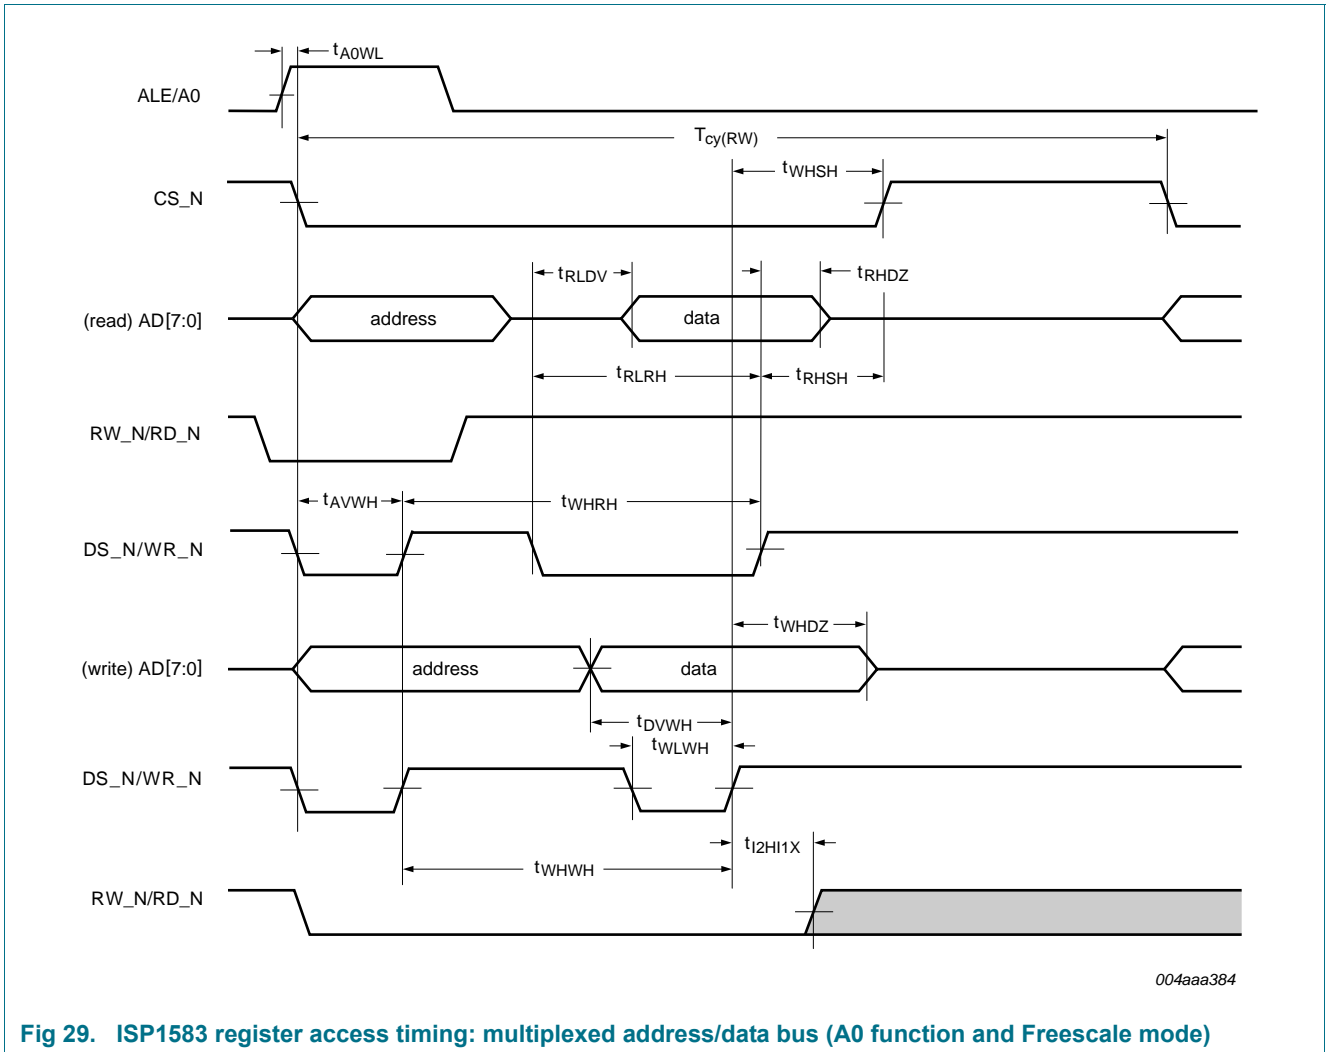 tA0WL
ALE/A0
Tcy(RW)
tWHSH
CS_N
tRLDV
tRHDZ
(read) AD[7:0]
address
data
tRLRH
tRHSH
RW_N/RD_N
tAVWH
tWHRH
DS_N/WR_N
tWHDZ
(write) AD[7:0]
address
data
tDVWH
tWLWH
DS_N/WR_N
tI2HI1X
tWHWH
RW_N/RD_N
004aaa384
Fig 29. ISP1583 register access timing: multiplexed address/data bus (A0 function and Freescale mode)